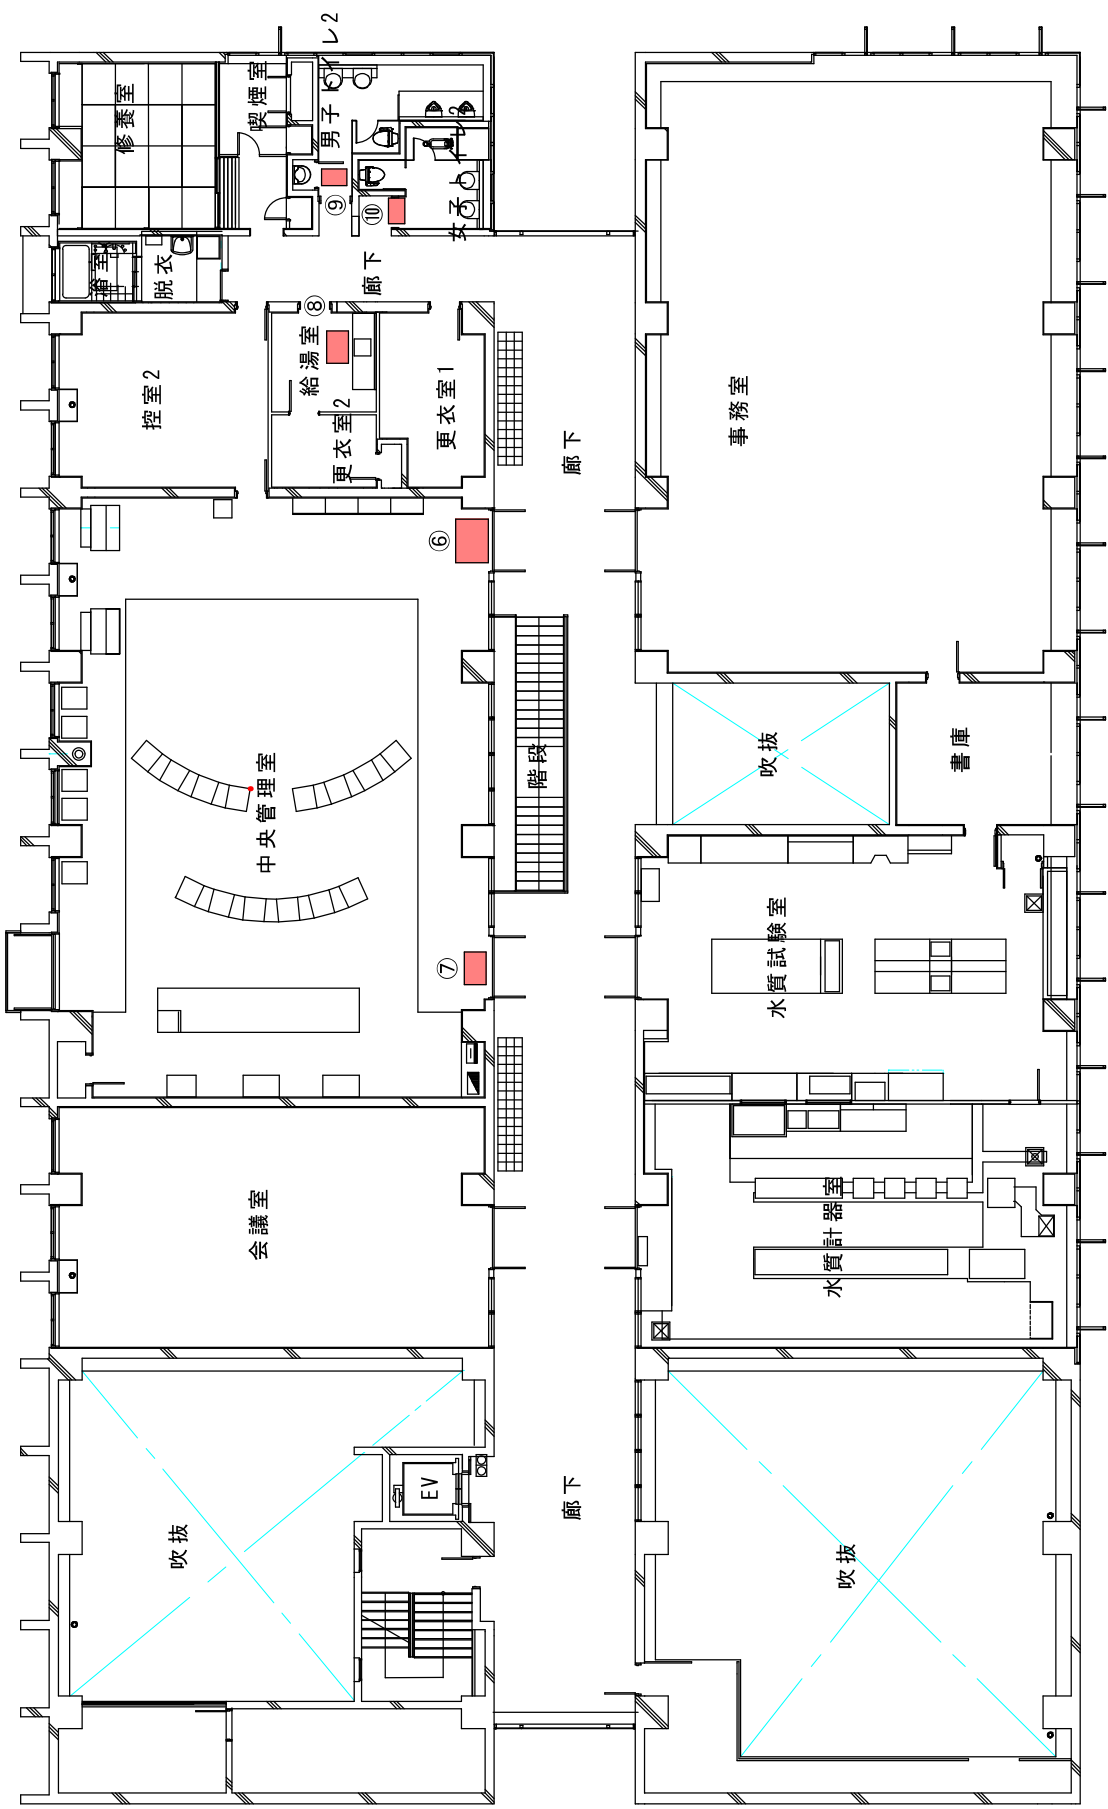 修養室
喫煙室
男子トイレ2
女子トイレ2
浴室
脱衣
廊下
⑨
⑩
⑧
控室2
給湯室
更衣室2
更衣室1
廊下
事務室
⑥
中央管理室
階段
吹抜
書庫
⑦
水質試験室
会議室
水質計器室
吹抜
EV
廊下
吹抜